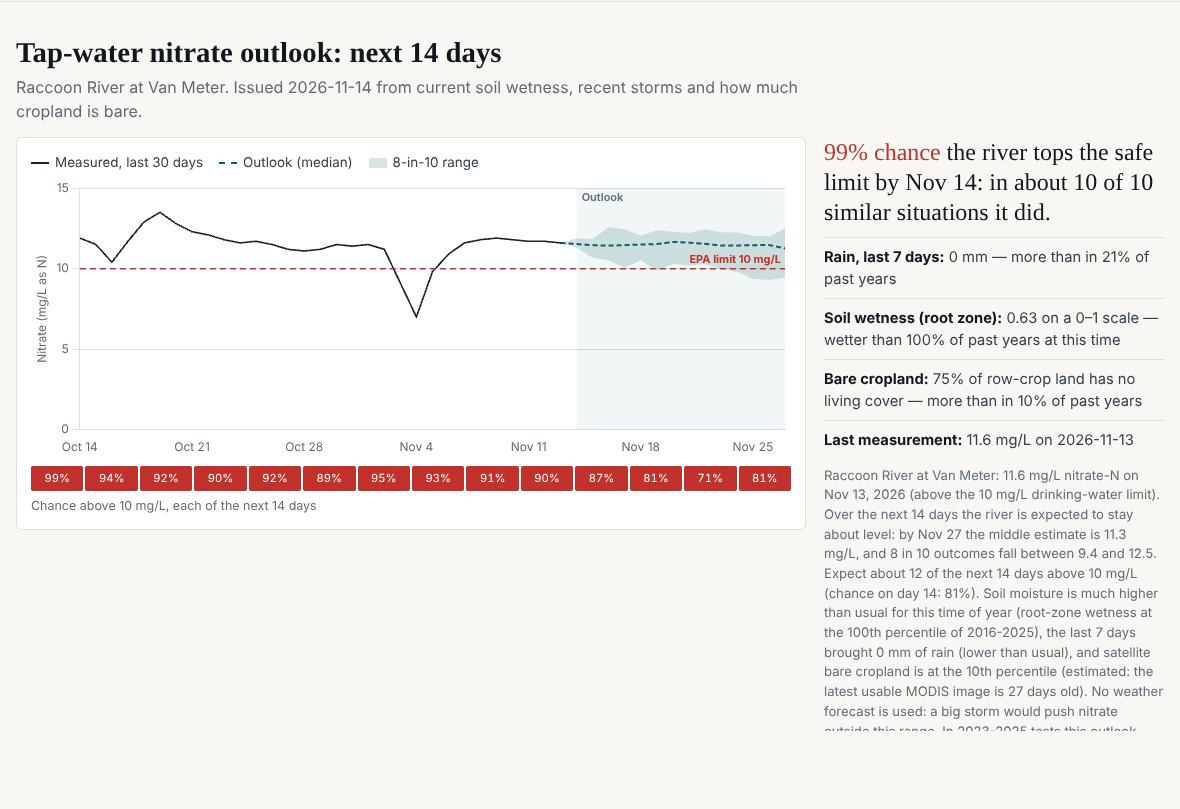 Tap-water nitrate outlook: next 14 days
Raccoon River at Van Meter. Issued 2026-11-14 from current soil wetness, recent storms and how much
cropland is bare.
Measured, last 30 days
Outlook (median)
8-in-10 range
Outlook
EPA limit 10 mg/L
Nitrate (mg/L as N)
15
10
5
0
Oct 14
Oct 21
Oct 28
Nov 4
Nov 11
Nov 18
Nov 25
99%
94%
92%
90%
92%
89%
95%
93%
91%
90%
87%
81%
71%
81%
Chance above 10 mg/L, each of the next 14 days
99% chance the river tops the safe
limit by Nov 14: in about 10 of 10
similar situations it did.
Rain, last 7 days: 0 mm — more than in 21% of
past years
Soil wetness (root zone): 0.63 on a 0–1 scale —
wetter than 100% of past years at this time
Bare cropland: 75% of row-crop land has no
living cover — more than in 10% of past years
Last measurement: 11.6 mg/L on 2026-11-13
Raccoon River at Van Meter: 11.6 mg/L nitrate-N on
Nov 13, 2026 (above the 10 mg/L drinking-water limit).
Over the next 14 days the river is expected to stay
about level: by Nov 27 the middle estimate is 11.3
mg/L, and 8 in 10 outcomes fall between 9.4 and 12.5.
Expect about 12 of the next 14 days above 10 mg/L
(chance on day 14: 81%). Soil moisture is much higher
than usual for this time of year (root-zone wetness at
the 100th percentile of 2016-2025), the last 7 days
brought 0 mm of rain (lower than usual), and satellite
bare cropland is at the 10th percentile (estimated: the
latest usable MODIS image is 27 days old). No weather
forecast is used: a big storm would push nitrate
outside this range. In 2023-2025 tests this outlook